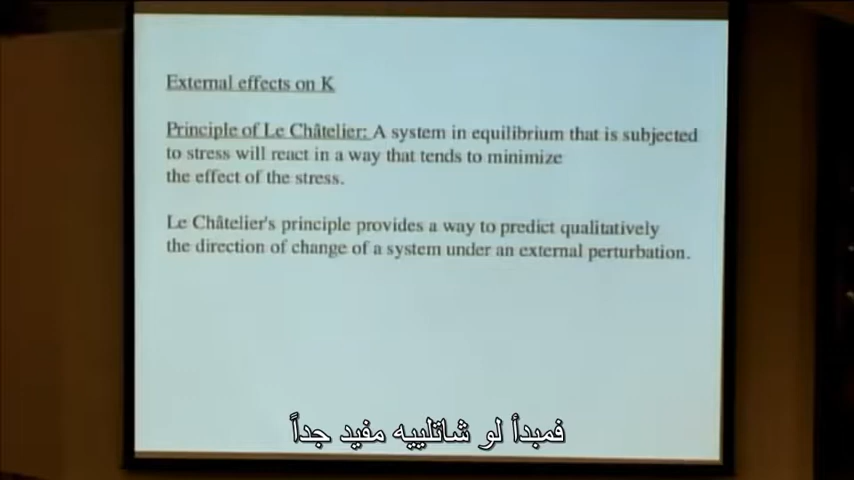 External effects on K
Principle of Le Châtelier: A system in equilibrium that is subjected
to stress will react in a way that tends to minimize
the effect of the stress.
Le Châtelier's principle provides a way to predict qualitatively
the direction of change of a system under an external perturbation.
فمبدأ لو شاتلييه مفيد جداً